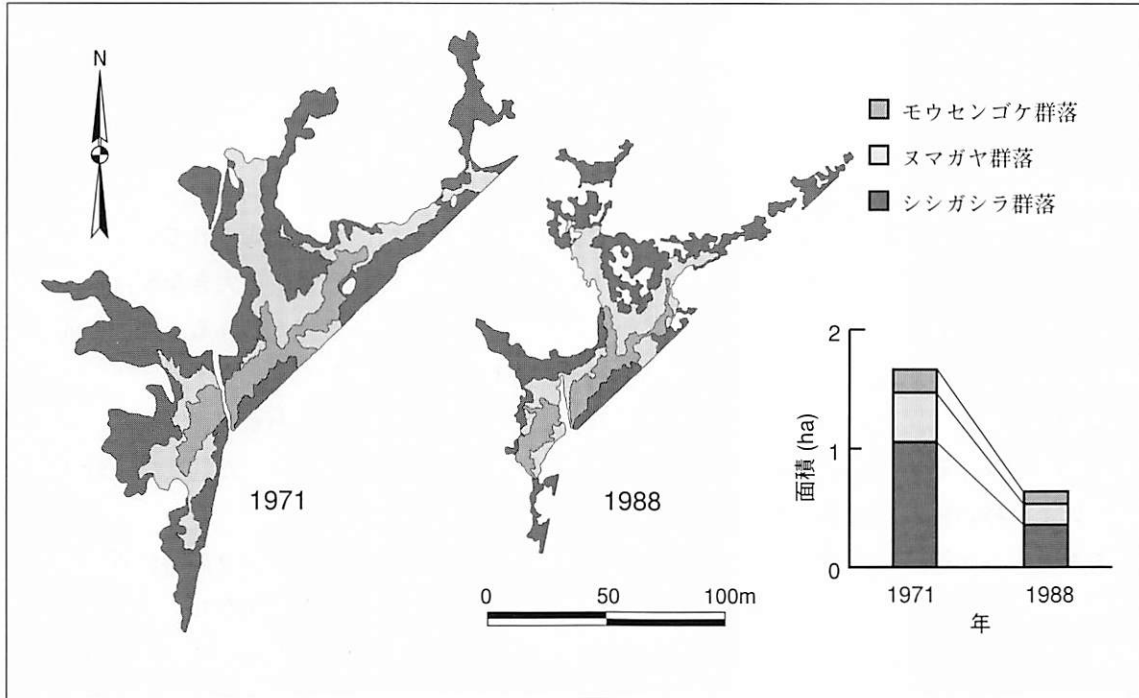 N
モウセンゴケ群落
ヌマガヤ群落
シシガシラ群落
1971
1988
0 50 100m
面積 (ha)
2
1
0
1971 1988
年